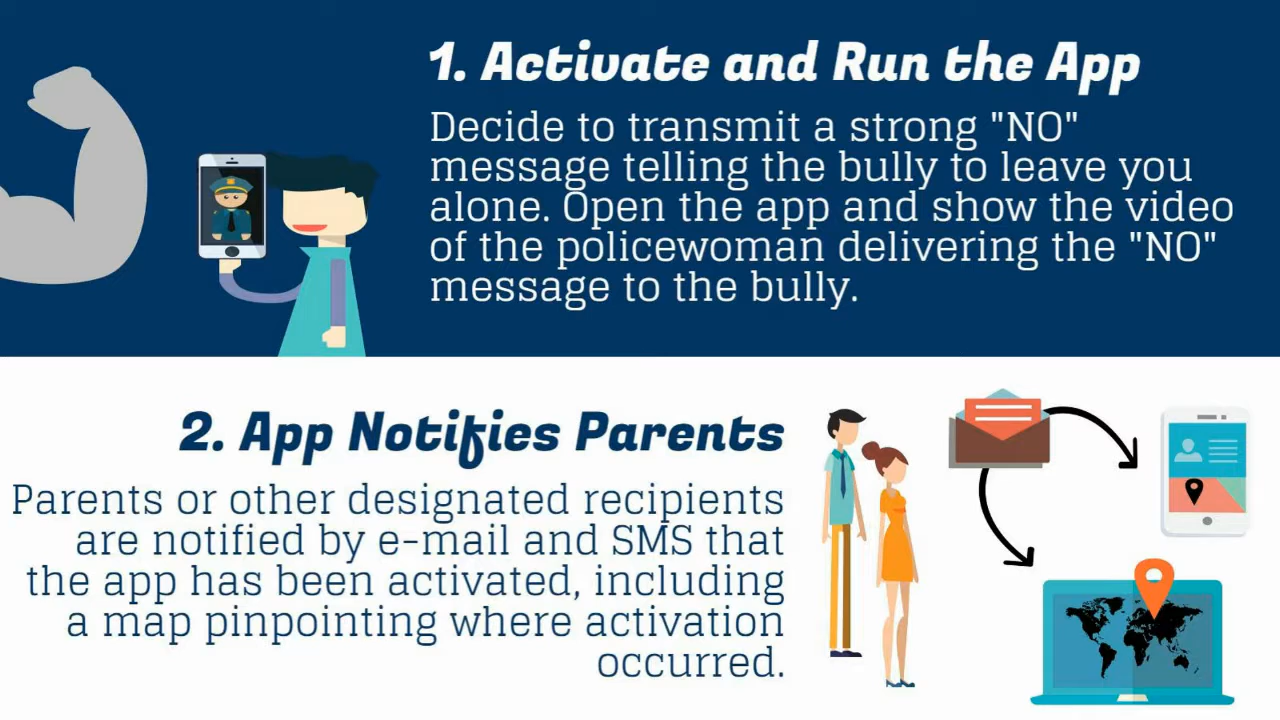 1. Activate and Run the App
Decide to transmit a strong "NO"
message telling the bully to leave you
alone. Open the app and show the video
of the policewoman delivering the "NO"
message to the bully.
2. App Notifies Parents
Parents or other designated recipients
are notified by e-mail and SMS that
the app has been activated, including
a map pinpointing where activation
occurred.